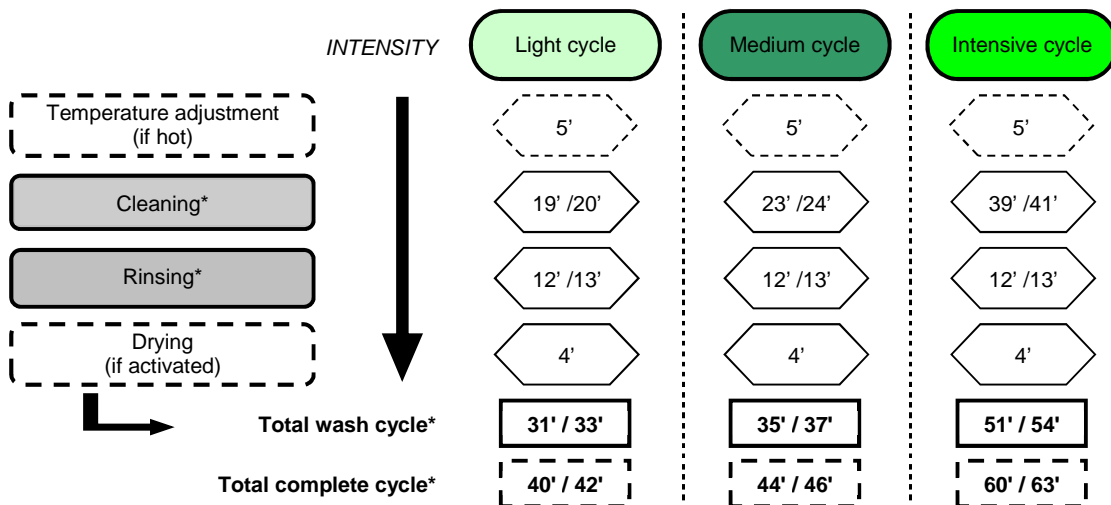 INTENSITY
Light cycle
Medium cycle
Intensive cycle
Temperature adjustment
(if hot)
5’
5’
5’
Cleaning*
19’ /20’
23’ /24’
39’ /41’
Rinsing*
12’ /13’
12’ /13’
12’ /13’
Drying
(if activated)
4’
4’
4’
Total wash cycle*
31' / 33'
35' / 37'
51' / 54'
Total complete cycle*
40' / 42'
44' / 46'
60' / 63'